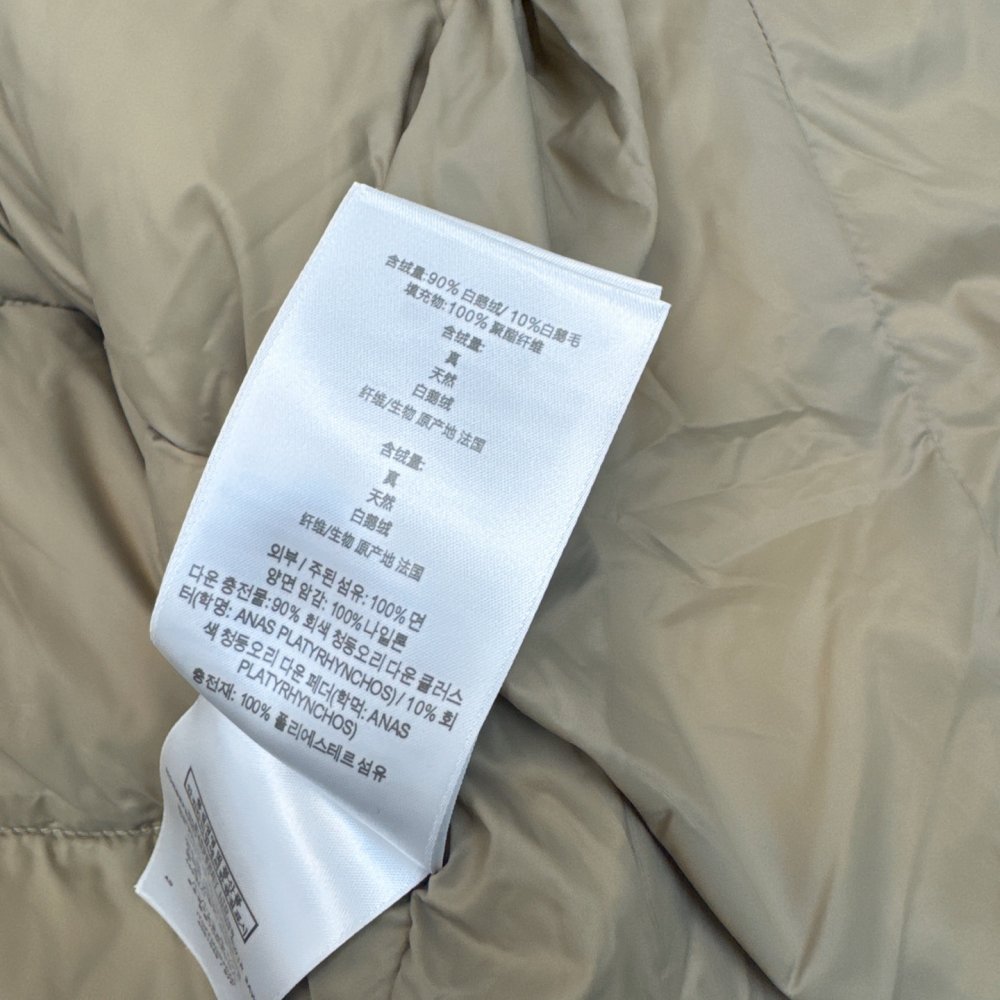 含绒量:90% 白鹅绒/ 10%白鹅毛
填充物:100% 聚酯纤维
含绒量:
真
天然
白鹅绒
纤维/生物 原产地 法国
含绒量:
真
天然
白鹅绒
纤维/生物 原产地 法国
외부 / 주된 섬유: 100% 면
양면 암감: 100% 나일론
다운 충전물: 90% 회색 청둥오리 다운 클러스
터(학명: ANAS PLATYRHYNCHOS) / 10% 회
색 청둥오리 다운 페더(학먹: ANAS
PLATYRHYNCHOS)
충전재: 100% 폴리에스테르 섬유